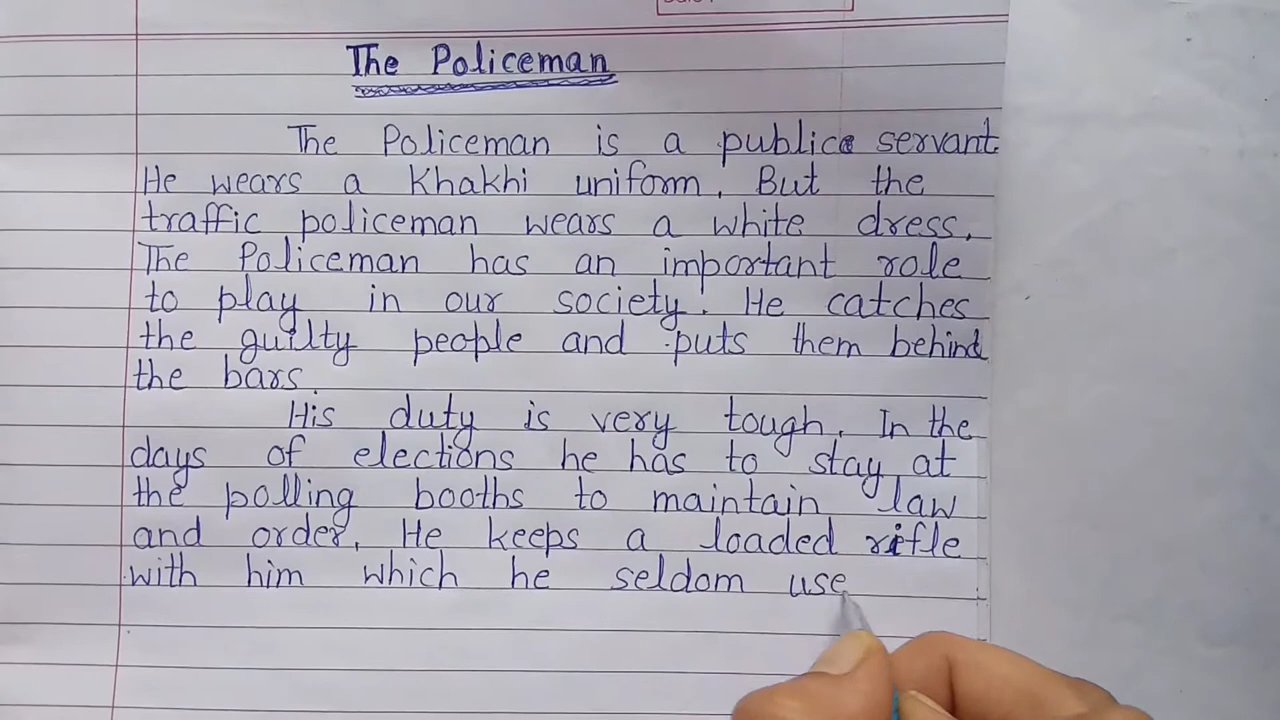 The Policeman
The Policeman is a public servant.
He wears a Khakhi uniform. But the
traffic policeman wears a white dress.
The Policeman has an important role
to play in our society. He catches
the guilty people and puts them behind
the bars.
His duty is very tough. In the
days of elections he has to stay at
the polling booths to maintain law
and order. He keeps a loaded rifle
with him which he seldom use